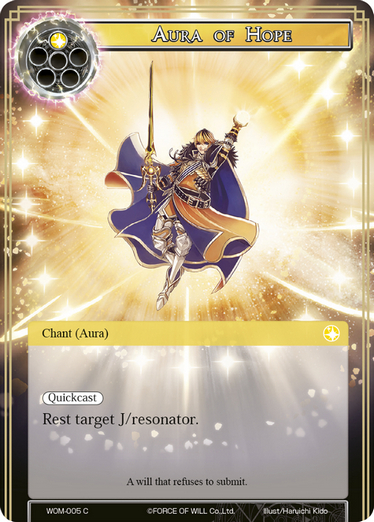 Aura of Hope
Chant (Aura)
Quickcast
Rest target J/resonator.
A will that refuses to submit.
WOM-005 C ©FORCE OF WILL Co.,Ltd. Illust/Haruichi Kido